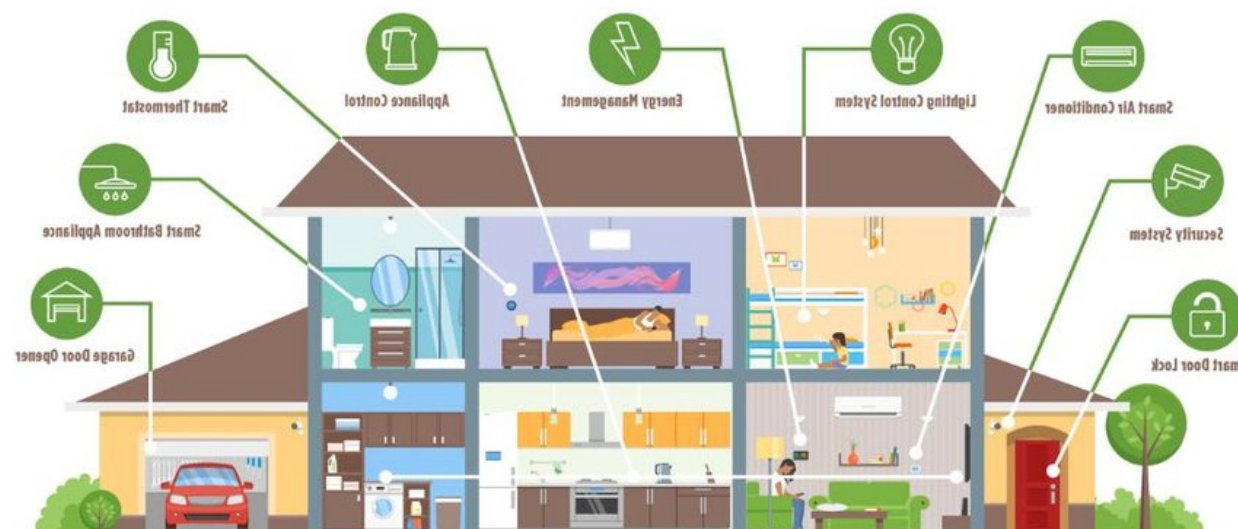 Smart Thermostat
Appliance Control
Energy Management
Lighting Control System
Smart Air Conditioner
Smart Bathroom Appliance
Security System
Garage Door Opener
mart Door Lock